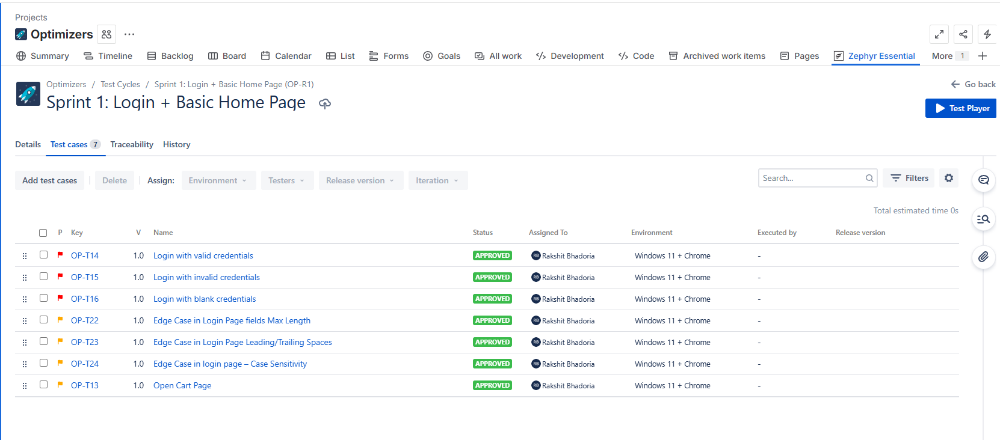 Projects
Optimizers
Summary Timeline Backlog Board Calendar List Forms Goals All work Development Code Archived work items Pages Zephyr Essential More 1
Optimizers / Test Cycles / Sprint 1: Login + Basic Home Page (OP-R1)
Go back
Sprint 1: Login + Basic Home Page
Test Player
Details Test cases 7 Traceability History
Add test cases Delete Assign: Environment Testers Release version Iteration Search... Filters
Total estimated time 0s
P Key V Name Status Assigned To Environment Executed by Release version
OP-T14 1.0 Login with valid credentials APPROVED RB Rakshit Bhadoria Windows 11 + Chrome -
OP-T15 1.0 Login with invalid credentials APPROVED RB Rakshit Bhadoria Windows 11 + Chrome -
OP-T16 1.0 Login with blank credentials APPROVED RB Rakshit Bhadoria Windows 11 + Chrome -
OP-T22 1.0 Edge Case in Login Page fields Max Length APPROVED RB Rakshit Bhadoria Windows 11 + Chrome -
OP-T23 1.0 Edge Case in Login Page Leading/Trailing Spaces APPROVED RB Rakshit Bhadoria Windows 11 + Chrome -
OP-T24 1.0 Edge Case in login page – Case Sensitivity APPROVED RB Rakshit Bhadoria Windows 11 + Chrome -
OP-T13 1.0 Open Cart Page APPROVED RB Rakshit Bhadoria Windows 11 + Chrome -